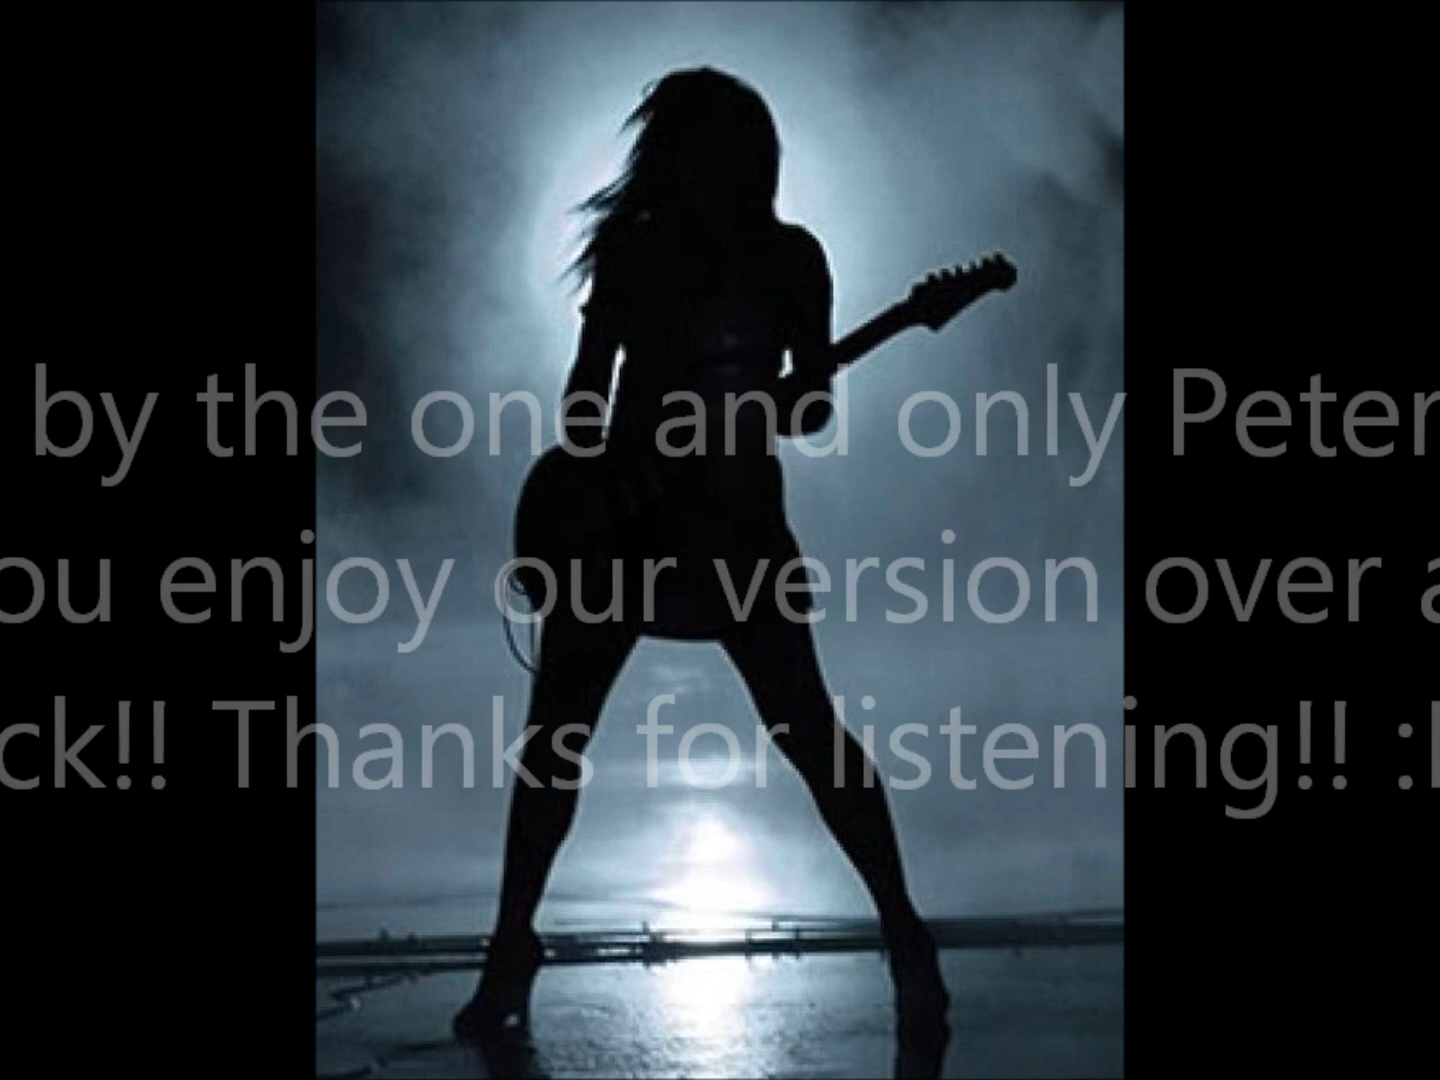 by the one and only Peter
ou enjoy our version over a
ck!! Thanks for listening!! :